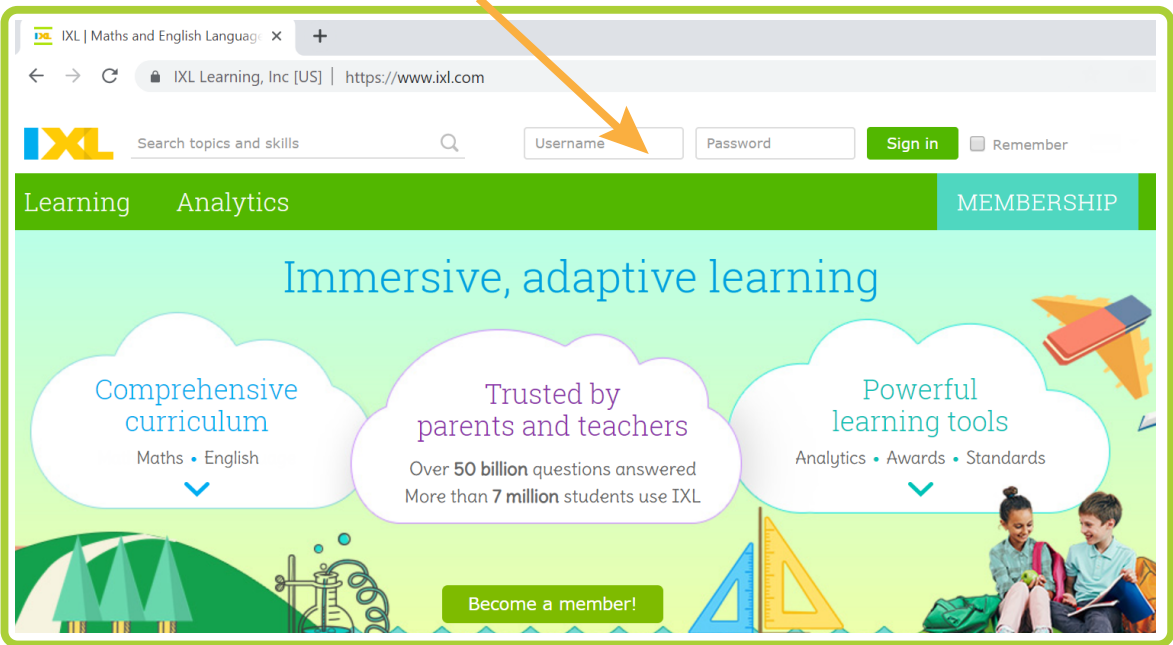 IXL | Maths and English Languag
IXL Learning, Inc [US] | https://www.ixl.com
IXL
Search topics and skills
Username
Password
Sign in
Remember
Learning
Analytics
MEMBERSHIP
Immersive, adaptive learning
Comprehensive
curriculum
Maths • English
Trusted by
parents and teachers
Over 50 billion questions answered
More than 7 million students use IXL
Powerful
learning tools
Analytics • Awards • Standards
Become a member!